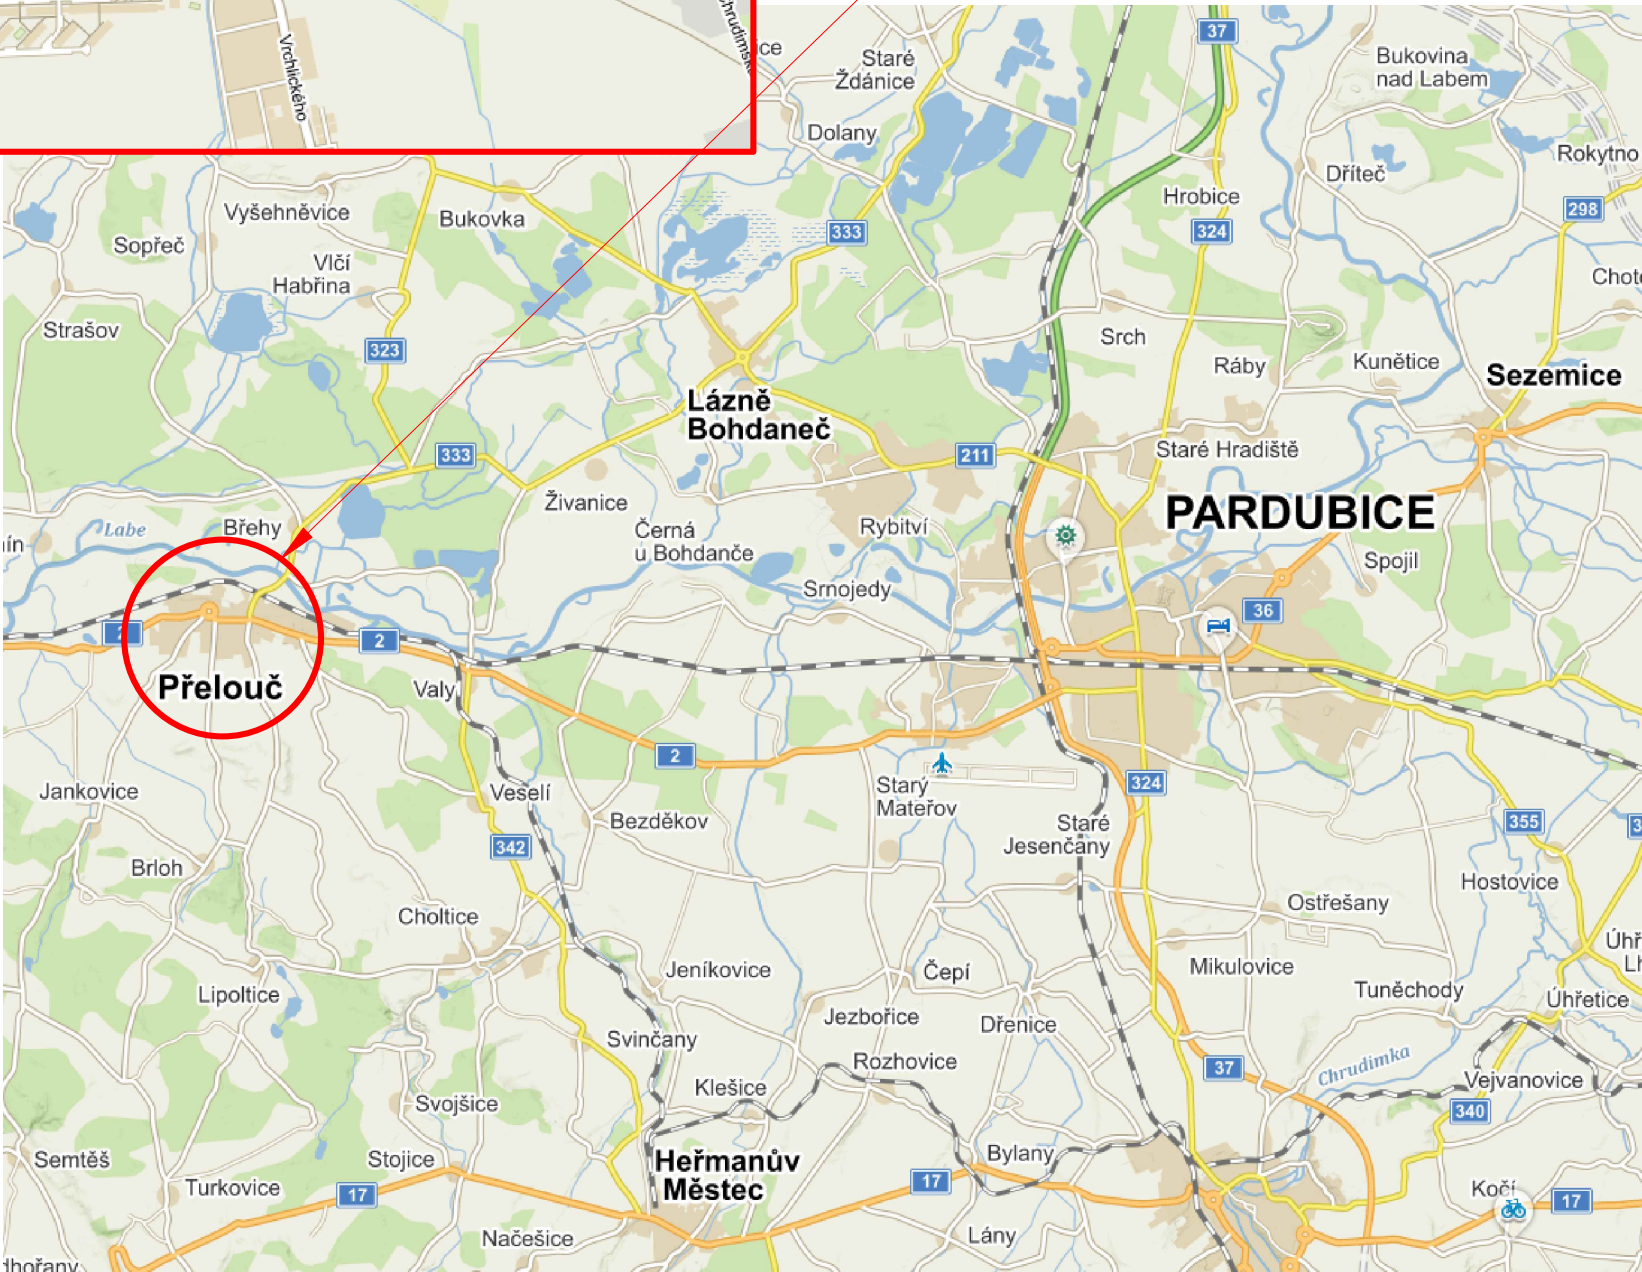 Vrchlického
37
Staré
Ždánice
Bukovina
nad Labem
Dolany
Rokytno
Dříteč
Hrobice
298
Vyšehněvice
Bukovka
333
324
Sopřeč
Vlčí
Habřina
Strašov
323
Srch
Ráby
Kunětice
Sezemice
Lázně
Bohdaneč
333
211
Staré Hradiště
Živanice
PARDUBICE
Labe
Břehy
Černá
u Bohdanče
Rybitví
Spojil
Srnojedy
36
2
2
Přelouč
Valy
2
Jankovice
Veselí
Starý
Mateřov
324
Bezděkov
Staré
Jesenčany
355
342
Brloh
Hostovice
Choltice
Ostřešany
Jeníkovice
Čepí
Mikulovice
Lipoltice
Tuněchody
Úhřetice
Jezbořice
Dřenice
Svinčany
Rozhovice
37
Chrudimka
Klešice
Vejvanovice
Svojšice
340
Semtěš
Stojice
Heřmanův
Městec
Bylany
Turkovice
17
17
Kočí
17
Načešice
Lány